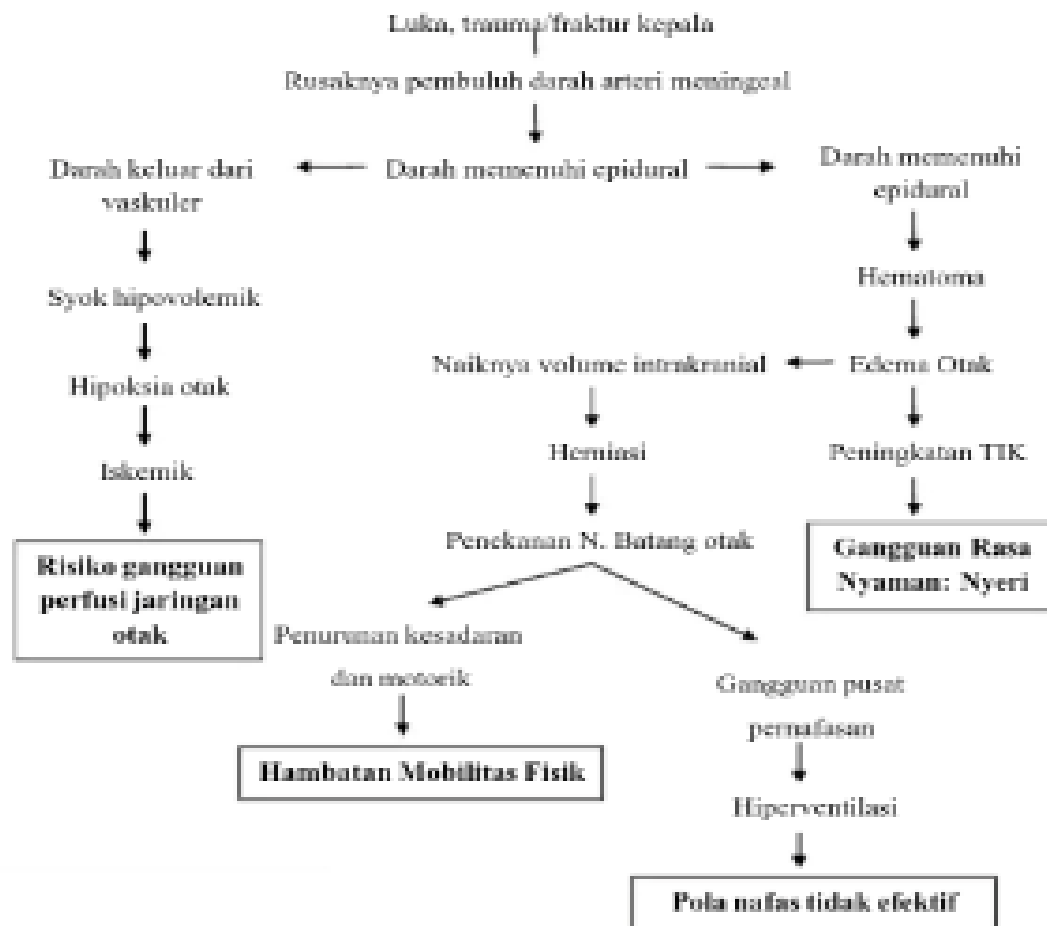 Luka, trauma/fraktur kepala
Rusaknya pembuluh darah arteri meningeal
Darah keluar dari
vaskuler
Darah memenuhi epidural
Darah memenuhi
epidural
Syok hipovolemik
Hipoksia otak
Iskemik
Risiko gangguan
perfusi jaringan
otak
Hematoma
Edema Otak
Naiknya volume intrakranial
Peningkatan TIK
Gangguan Rasa
Nyaman: Nyeri
Herniasi
Penekanan N. Batang otak
Penurunan kesadaran
dan motorik
Hambatan Mobilitas Fisik
Gangguan pusat
pernafasan
Hiperventilasi
Pola nafas tidak efektif